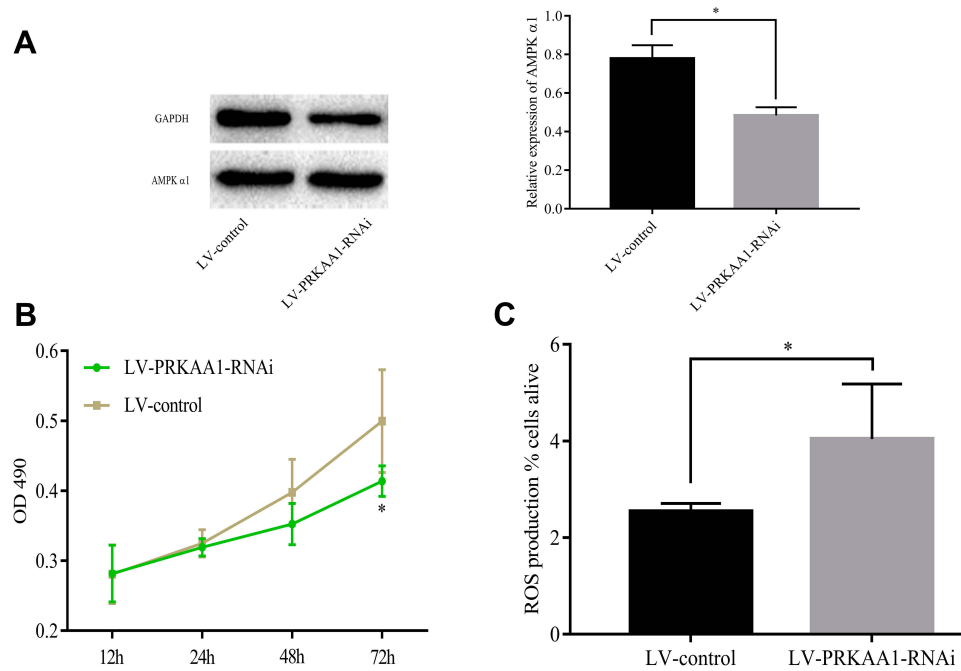 A
GAPDH
AMPK α1
LV-control
LV-PRKAA1-RNAi
Relative expression of AMPK α1
1.0
0.8
0.6
0.4
0.2
0.0
*
LV-control
LV-PRKAA1-RNAi
B
OD 490
0.6
0.5
0.4
0.3
0.2
LV-PRKAA1-RNAi
LV-control
*
12h
24h
48h
72h
C
ROS production % cells alive
6
4
2
0
*
LV-control
LV-PRKAA1-RNAi